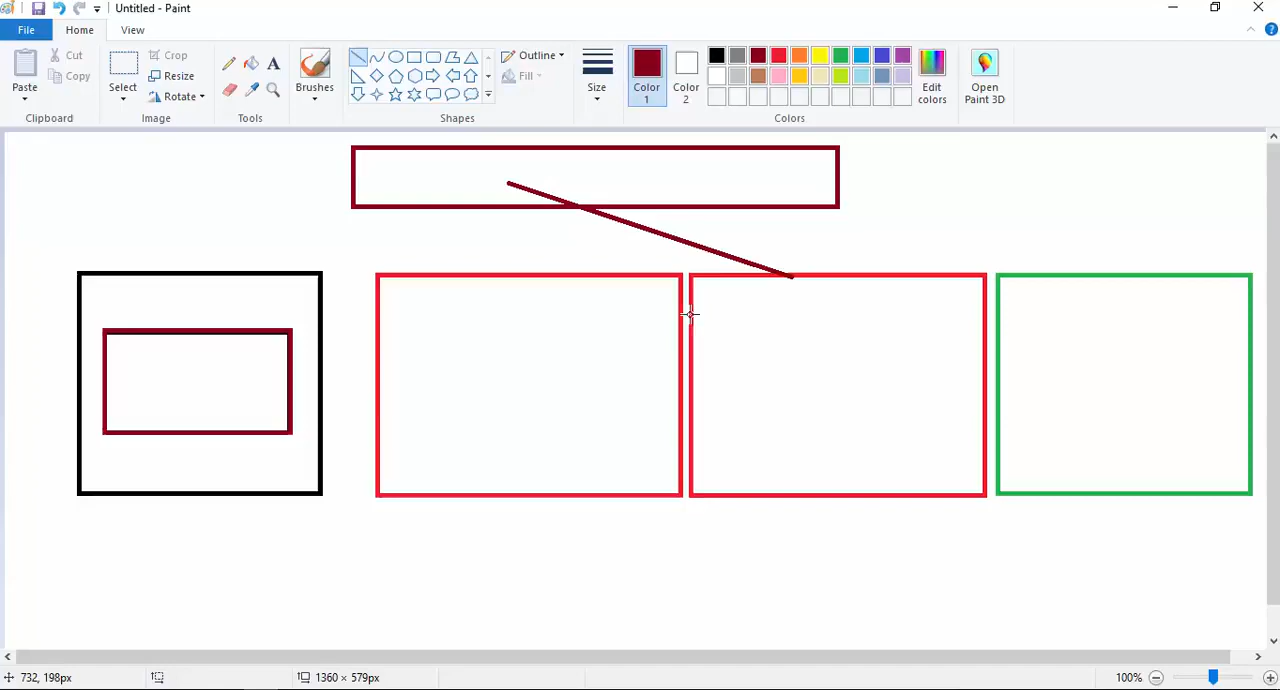 Untitled - Paint
File
Home
View
Paste
Cut
Copy
Clipboard
Select
Crop
Resize
Rotate
Image
Tools
Brushes
Outline
Fill
Shapes
Size
Color 1
Color 2
Edit colors
Colors
Open Paint 3D
732, 198px
1360 × 579px
100%